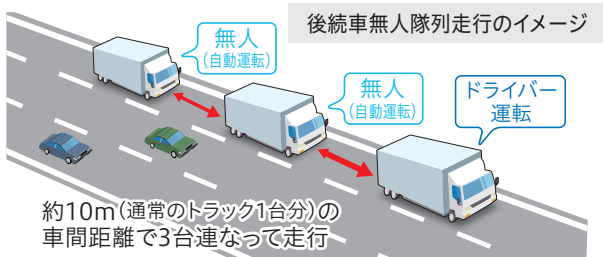 後続車無人隊列走行のイメージ
無人
(自動運転)
無人
(自動運転)
ドライバー
運転
約10m(通常のトラック1台分)の
車間距離で3台連なって走行